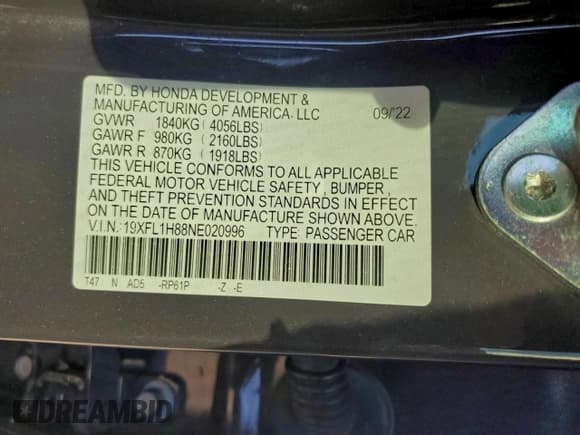 MFD. BY HONDA DEVELOPMENT &
MANUFACTURING OF AMERICA, LLC 09/'22
GVWR 1840KG (4056LBS)
GAWR F 980KG (2160LBS)
GAWR R 870KG (1918LBS)
THIS VEHICLE CONFORMS TO ALL APPLICABLE
FEDERAL MOTOR VEHICLE SAFETY, BUMPER,
AND THEFT PREVENTION STANDARDS IN EFFECT
ON THE DATE OF MANUFACTURE SHOWN ABOVE.
V.I.N.: 19XFL1H88NE020996 TYPE: PASSENGER CAR
T47 N AD5 -RP61P -Z -E
DREAMBID